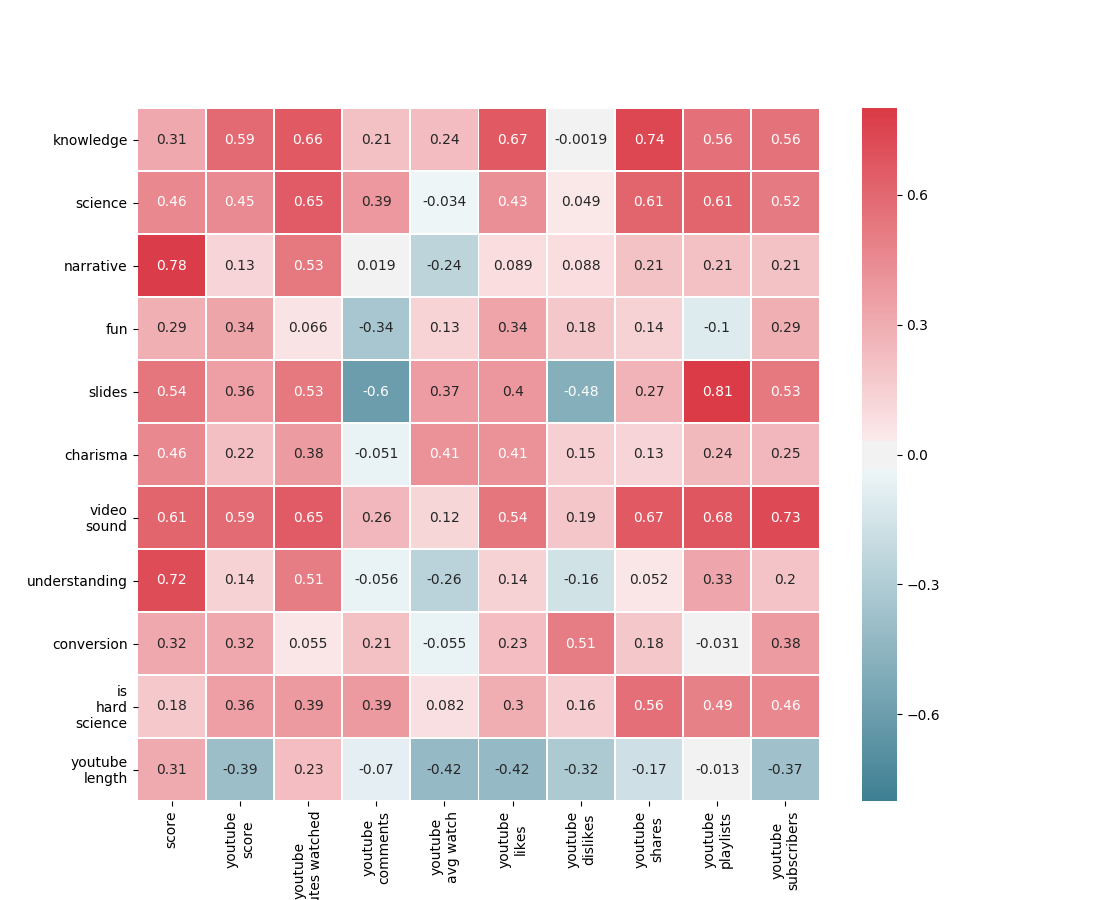 knowledge 0.31 0.59 0.66 0.21 0.24 0.67 -0.0019 0.74 0.56 0.56
science 0.46 0.45 0.65 0.39 -0.034 0.43 0.049 0.61 0.61 0.52
narrative 0.78 0.13 0.53 0.019 -0.24 0.089 0.088 0.21 0.21 0.21
fun 0.29 0.34 0.066 -0.34 0.13 0.34 0.18 0.14 -0.1 0.29
slides 0.54 0.36 0.53 -0.6 0.37 0.4 -0.48 0.27 0.81 0.53
charisma 0.46 0.22 0.38 -0.051 0.41 0.41 0.15 0.13 0.24 0.25
video
sound 0.61 0.59 0.65 0.26 0.12 0.54 0.19 0.67 0.68 0.73
understanding 0.72 0.14 0.51 -0.056 -0.26 0.14 -0.16 0.052 0.33 0.2
conversion 0.32 0.32 0.055 0.21 -0.055 0.23 0.51 0.18 -0.031 0.38
is
hard
science 0.18 0.36 0.39 0.39 0.082 0.3 0.16 0.56 0.49 0.46
youtube
length 0.31 -0.39 0.23 -0.07 -0.42 -0.42 -0.32 -0.17 -0.013 -0.37
score
youtube
score
youtube
utes watched
youtube
comments
youtube
avg watch
youtube
likes
youtube
dislikes
youtube
shares
youtube
playlists
youtube
subscribers
0.6
0.3
0.0
−0.3
−0.6